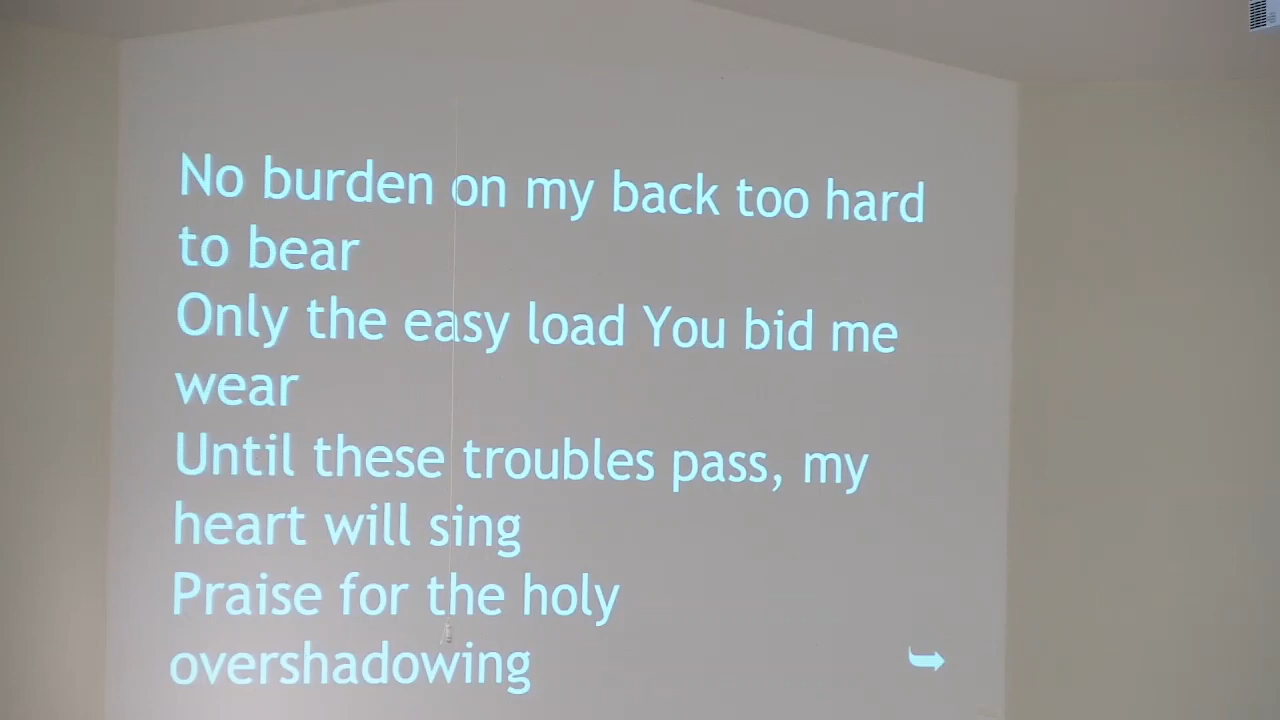 No burden on my back too hard
to bear
Only the easy load You bid me
wear
Until these troubles pass, my
heart will sing
Praise for the holy
overshadowing